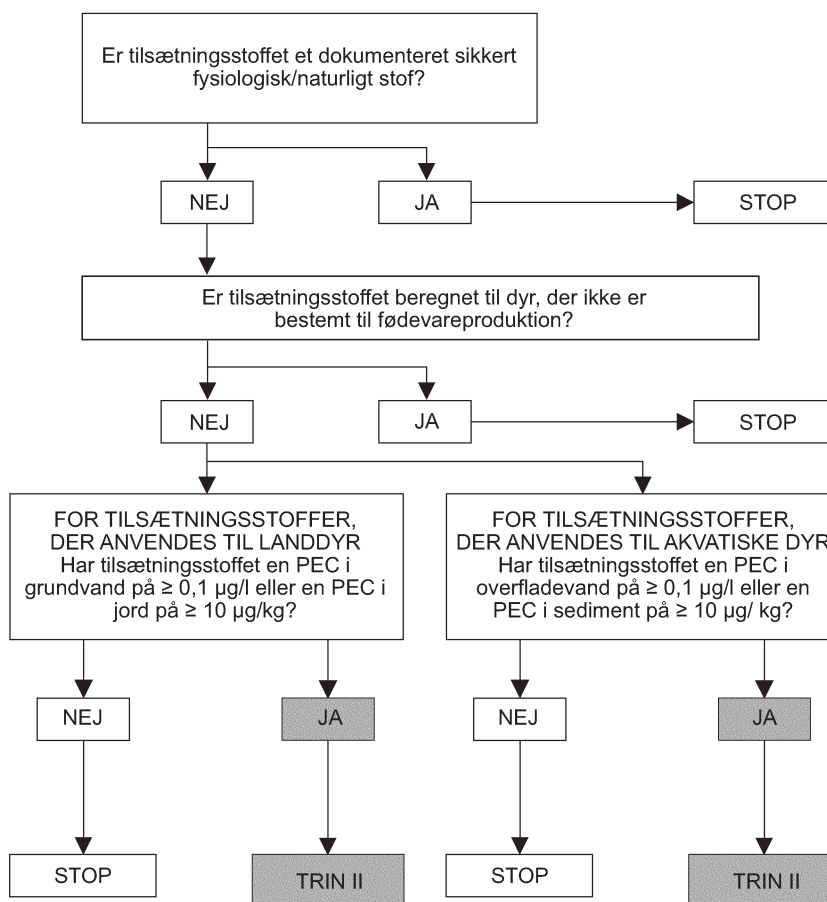 Er tilsætningsstoffet et dokumenteret sikkert
fysiologisk/naturligt stof?
NEJ
JA
STOP
Er tilsætningsstoffet beregnet til dyr, der ikke er
bestemt til fødevareproduktion?
NEJ
JA
STOP
FOR TILSÆTNINGSSTOFFER,
DER ANVENDES TIL LANDDYR
Har tilsætningsstoffet en PEC i
grundvand på ≥ 0,1 µg/l eller en PEC i
jord på ≥ 10 µg/kg?
FOR TILSÆTNINGSSTOFFER,
DER ANVENDES TIL AKVATISKE DYR
Har tilsætningsstoffet en PEC i
overfladevand på ≥ 0,1 µg/l eller en
PEC i sediment på ≥ 10 µg/ kg?
NEJ
JA
NEJ
JA
STOP
TRIN II
STOP
TRIN II